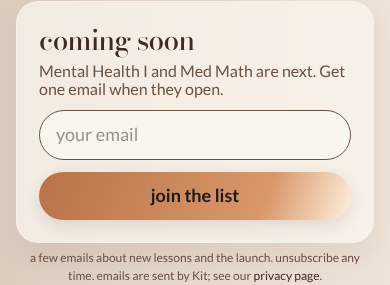 coming soon
Mental Health I and Med Math are next. Get
one email when they open.
your email
join the list
a few emails about new lessons and the launch. unsubscribe any
time. emails are sent by Kit; see our privacy page.